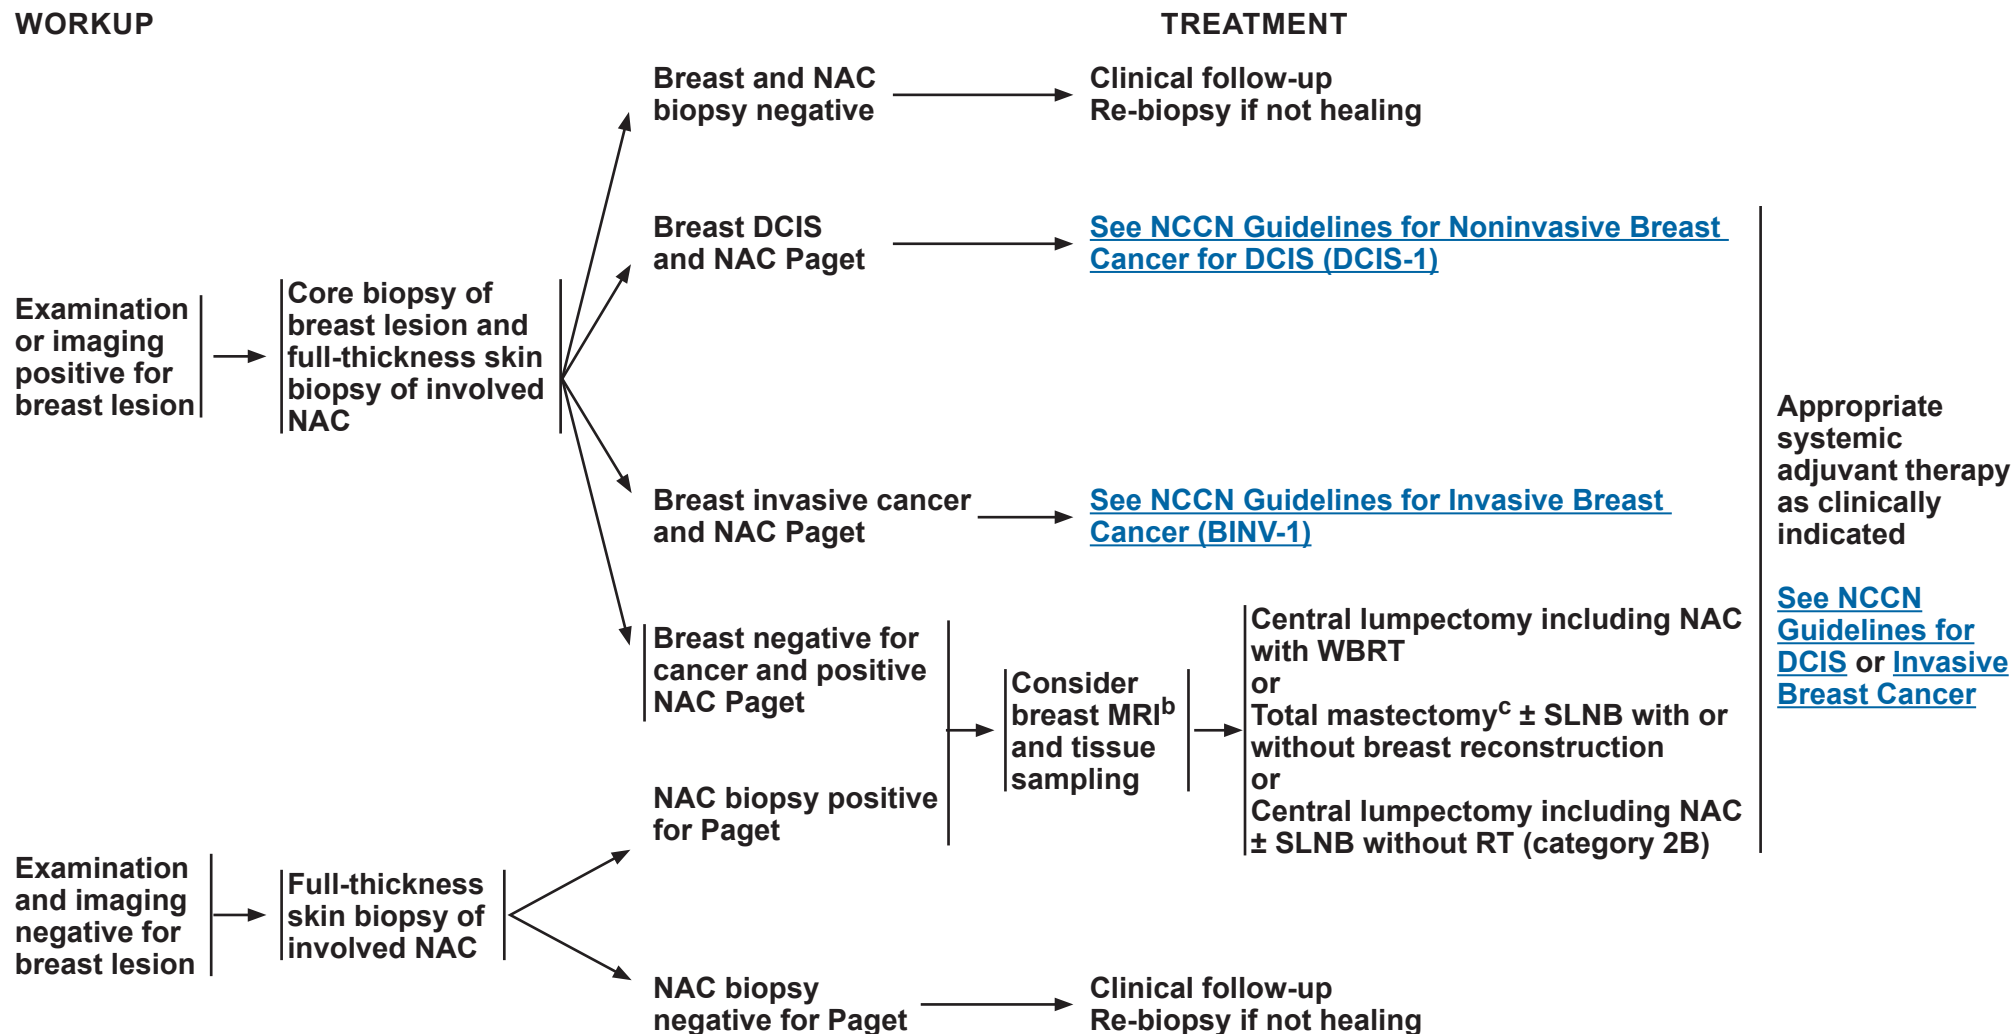 WORKUP
TREATMENT
Breast and NAC
biopsy negative
Clinical follow-up
Re-biopsy if not healing
Breast DCIS
and NAC Paget
See NCCN Guidelines for Noninvasive Breast
Cancer for DCIS (DCIS-1)
Examination
or imaging
positive for
breast lesion
Core biopsy of
breast lesion and
full-thickness skin
biopsy of involved
NAC
Breast invasive cancer
and NAC Paget
See NCCN Guidelines for Invasive Breast
Cancer (BINV-1)
Breast negative for
cancer and positive
NAC Paget
NAC biopsy positive
for Paget
Consider
breast MRIᵇ
and tissue
sampling
Central lumpectomy including NAC
with WBRT
or
Total mastectomyᶜ ± SLNB with or
without breast reconstruction
or
Central lumpectomy including NAC
± SLNB without RT (category 2B)
Appropriate
systemic
adjuvant therapy
as clinically
indicated
See NCCN
Guidelines for
DCIS or Invasive
Breast Cancer
Examination
and imaging
negative for
breast lesion
Full-thickness
skin biopsy of
involved NAC
NAC biopsy
negative for Paget
Clinical follow-up
Re-biopsy if not healing